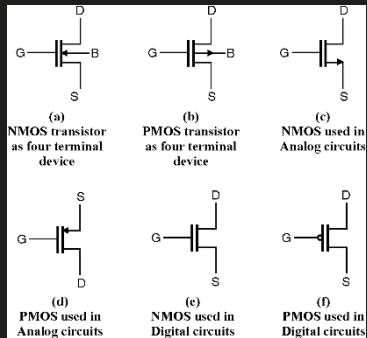 D
D
D
G
B
G
B
G
S
S
S
(a)
NMOS transistor
as four terminal
device
(b)
PMOS transistor
as four terminal
device
(c)
NMOS used in
Analog circuits
S
D
D
G
G
G
D
S
S
(d)
PMOS used in
Analog circuits
(e)
NMOS used in
Digital circuits
(f)
PMOS used in
Digital circuits